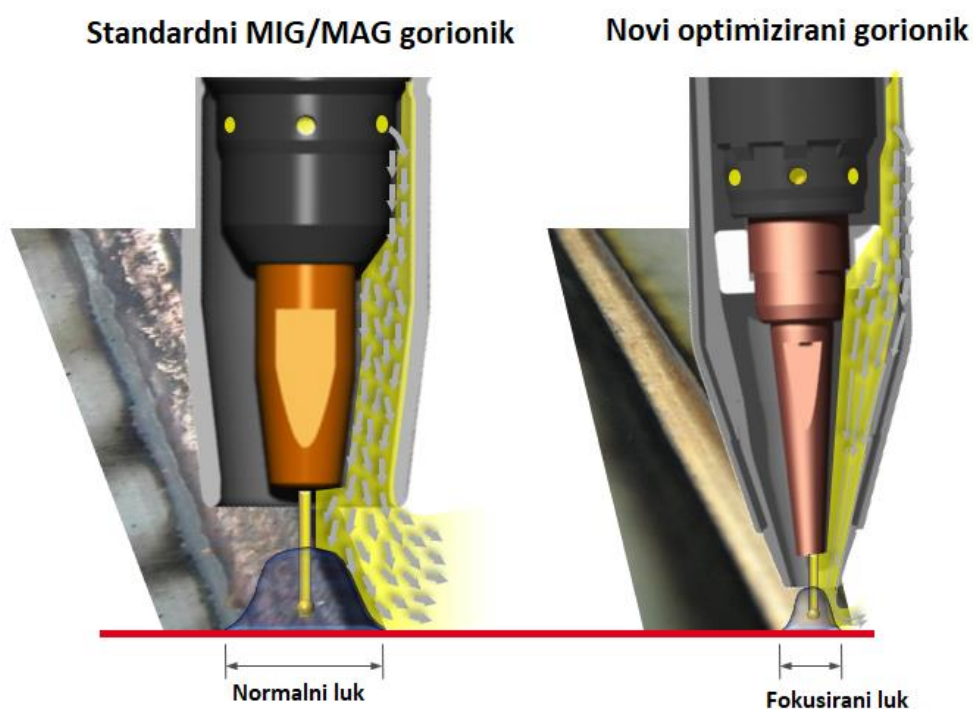 Standardni MIG/MAG gorionik
Novi optimizirani gorionik
Normalni luk
Fokusirani luk